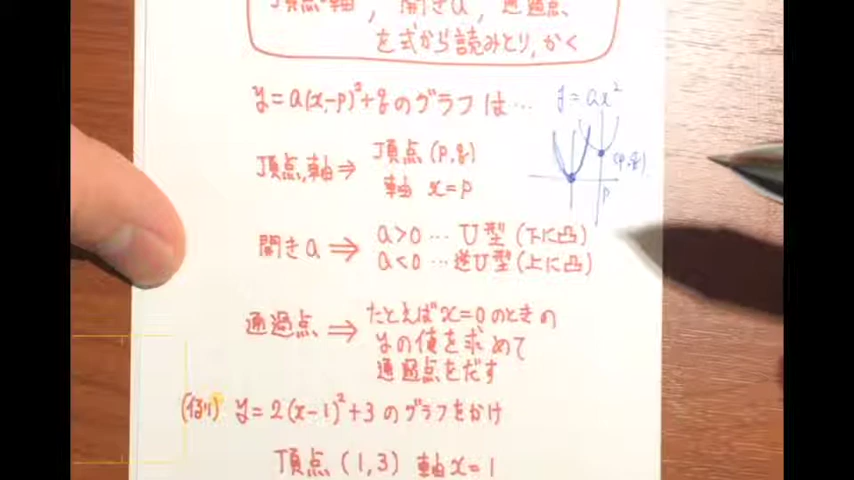 頂点・軸, 開きa, 通過点
を式から読みとり, かく
y=a(x-p)²+qのグラフは…
y=ax²
頂点,軸⇒ 頂点(p,q)
軸 x=p
(p,q)
p
開きa⇒ a>0…U型(下に凸)
a<0…逆U型(上に凸)
通過点⇒ たとえばx=0のときの
yの値を求めて
通過点をだす
(例) y=2(x-1)²+3のグラフをかけ
頂点(1,3) 軸x=1